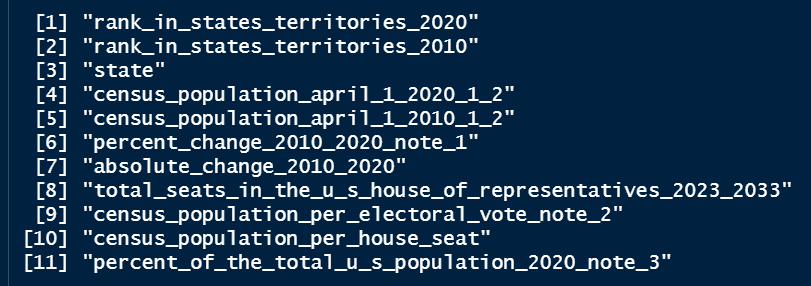 [1] "rank_in_states_territories_2020"
[2] "rank_in_states_territories_2010"
[3] "state"
[4] "census_population_april_1_2020_1_2"
[5] "census_population_april_1_2010_1_2"
[6] "percent_change_2010_2020_note_1"
[7] "absolute_change_2010_2020"
[8] "total_seats_in_the_u_s_house_of_representatives_2023_2033"
[9] "census_population_per_electoral_vote_note_2"
[10] "census_population_per_house_seat"
[11] "percent_of_the_total_u_s_population_2020_note_3"